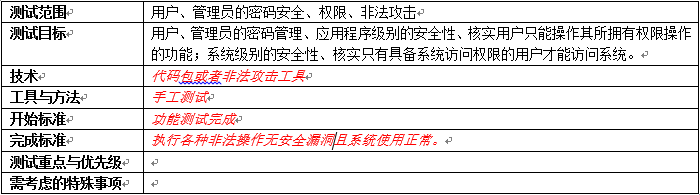 测试范围 用户、管理员的密码安全、权限、非法攻击
测试目标 用户、管理员的密码管理、应用程序级别的安全性、核实用户只能操作其所拥有权限操作
的功能；系统级别的安全性、核实只有具备系统访问权限的用户才能访问系统。
技术 代码包或者非法攻击工具
工具与方法 手工测试
开始标准 功能测试完成
完成标准 执行各种非法操作无安全漏洞且系统使用正常。
测试重点与优先级
需考虑的特殊事项